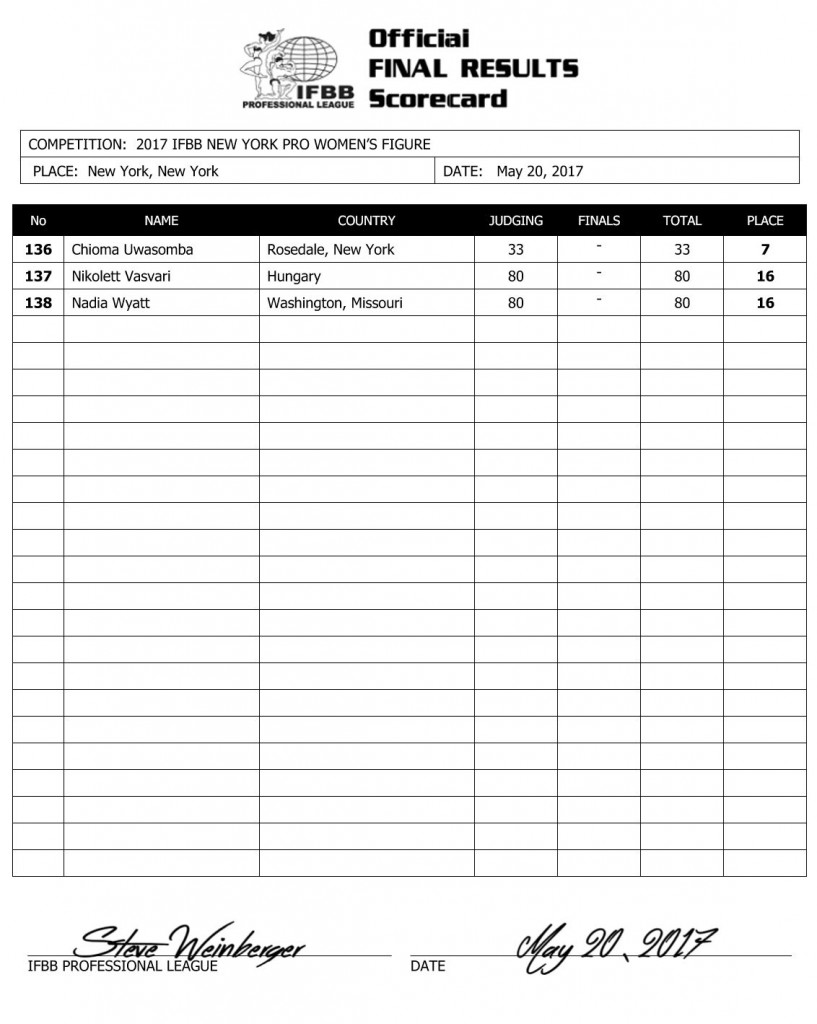 Official
FINAL RESULTS
Scorecard
IFBB
PROFESSIONAL LEAGUE
COMPETITION: 2017 IFBB NEW YORK PRO WOMEN'S FIGURE
PLACE: New York, New York DATE: May 20, 2017
No NAME COUNTRY JUDGING FINALS TOTAL PLACE
136 Chioma Uwasomba Rosedale, New York 33 - 33 7
137 Nikolett Vasvari Hungary 80 - 80 16
138 Nadia Wyatt Washington, Missouri 80 - 80 16
Steve Weinberger May 20, 2017
IFBB PROFESSIONAL LEAGUE DATE